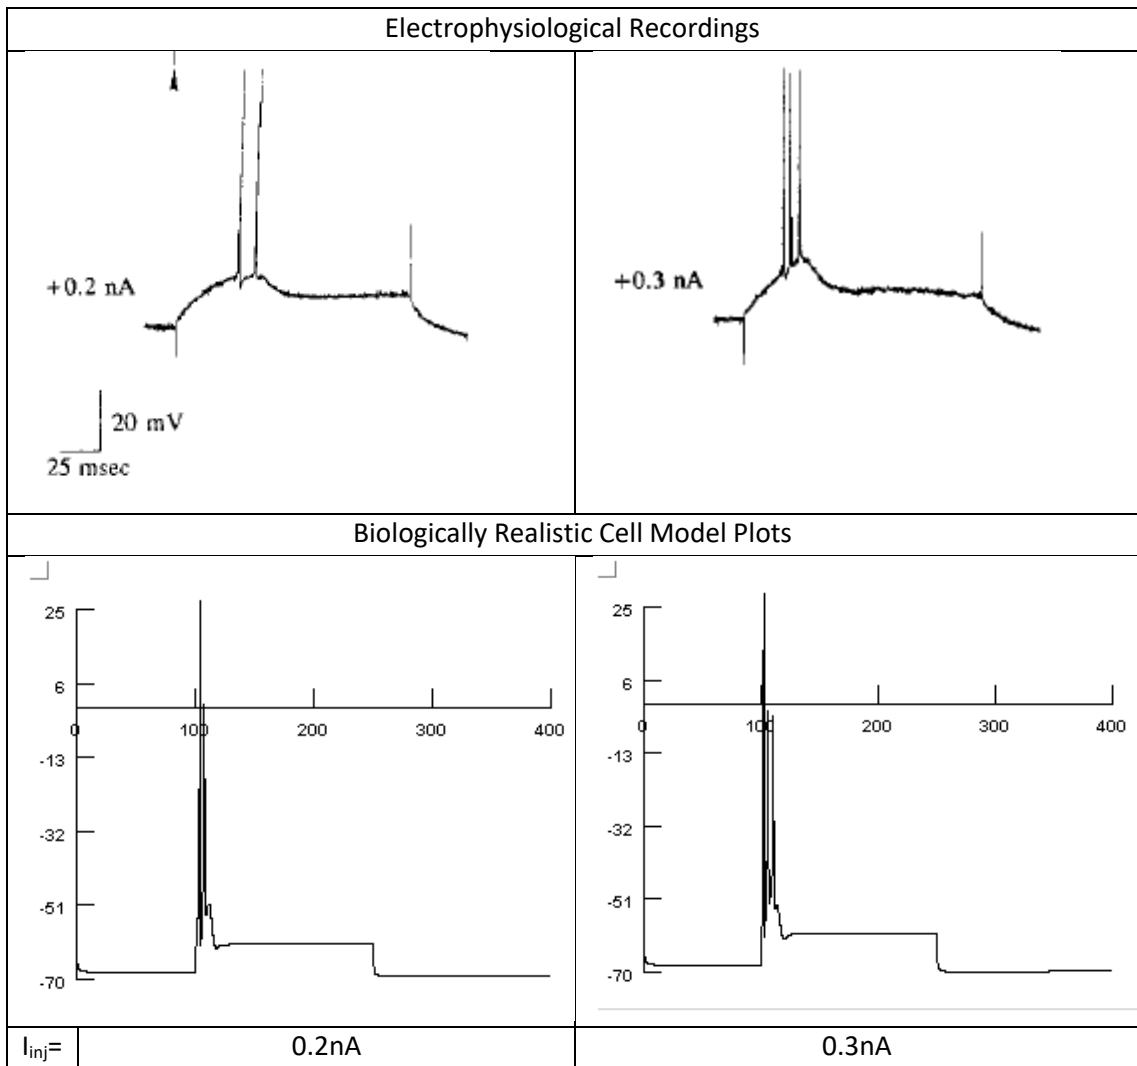 Electrophysiological Recordings
+0.2 nA
20 mV
25 msec
+0.3 nA
Biologically Realistic Cell Model Plots
25
6
0 100 200 300 400
-13
-32
-51
-70
25
6
0 100 200 300 400
-13
-32
-51
-70
Iinj= 0.2nA 0.3nA